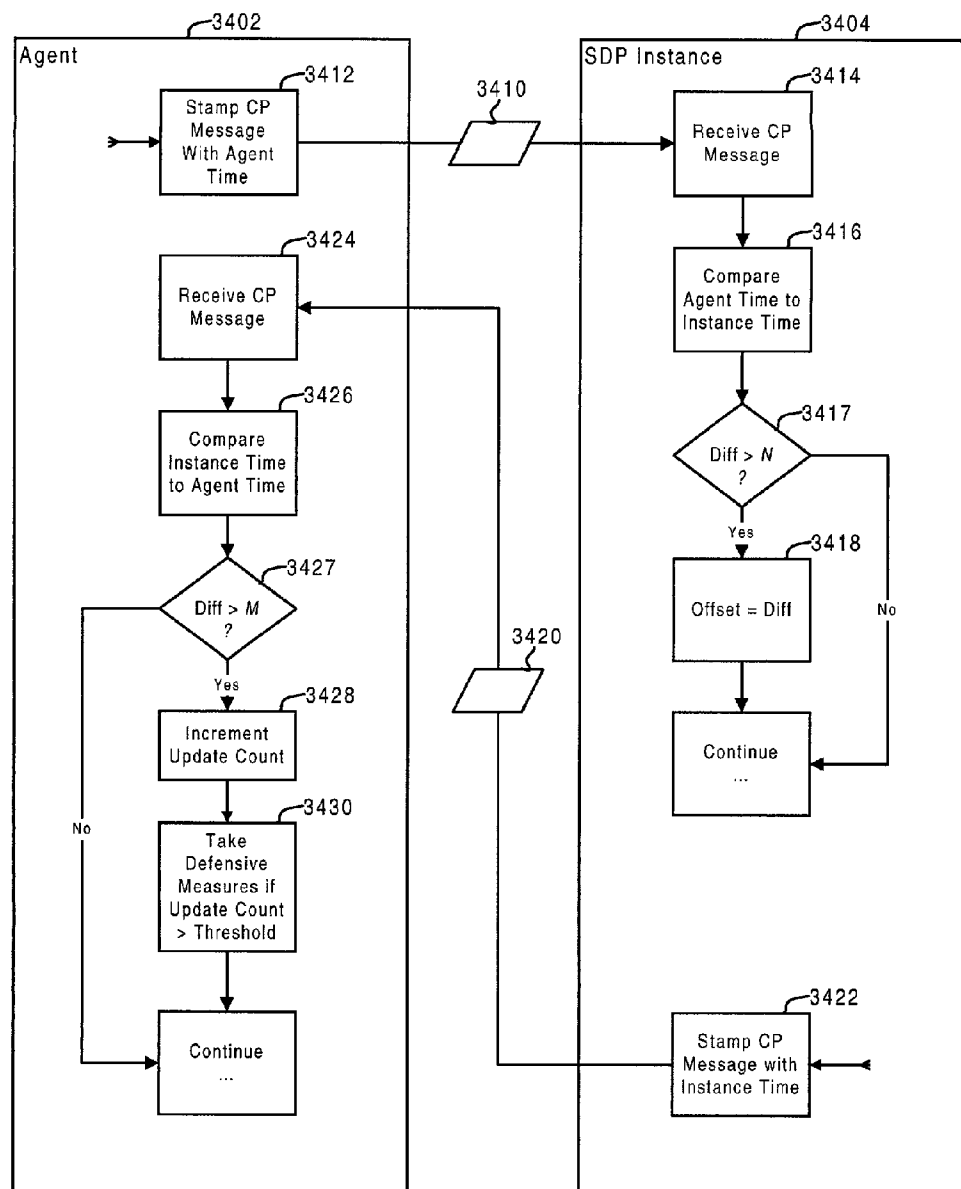 3402
Agent
3412
Stamp CP
Message
With Agent
Time
3410
3404
SDP Instance
3414
Receive CP
Message
3416
Compare
Agent Time to
Instance Time
3417
Diff > N
?
Yes
No
3418
Offset = Diff
Continue
...
3424
Receive CP
Message
3426
Compare
Instance Time
to Agent Time
3427
Diff > M
?
Yes
No
3428
Increment
Update Count
3430
Take
Defensive
Measures if
Update Count
> Threshold
Continue
...
3420
3422
Stamp CP
Message with
Instance Time